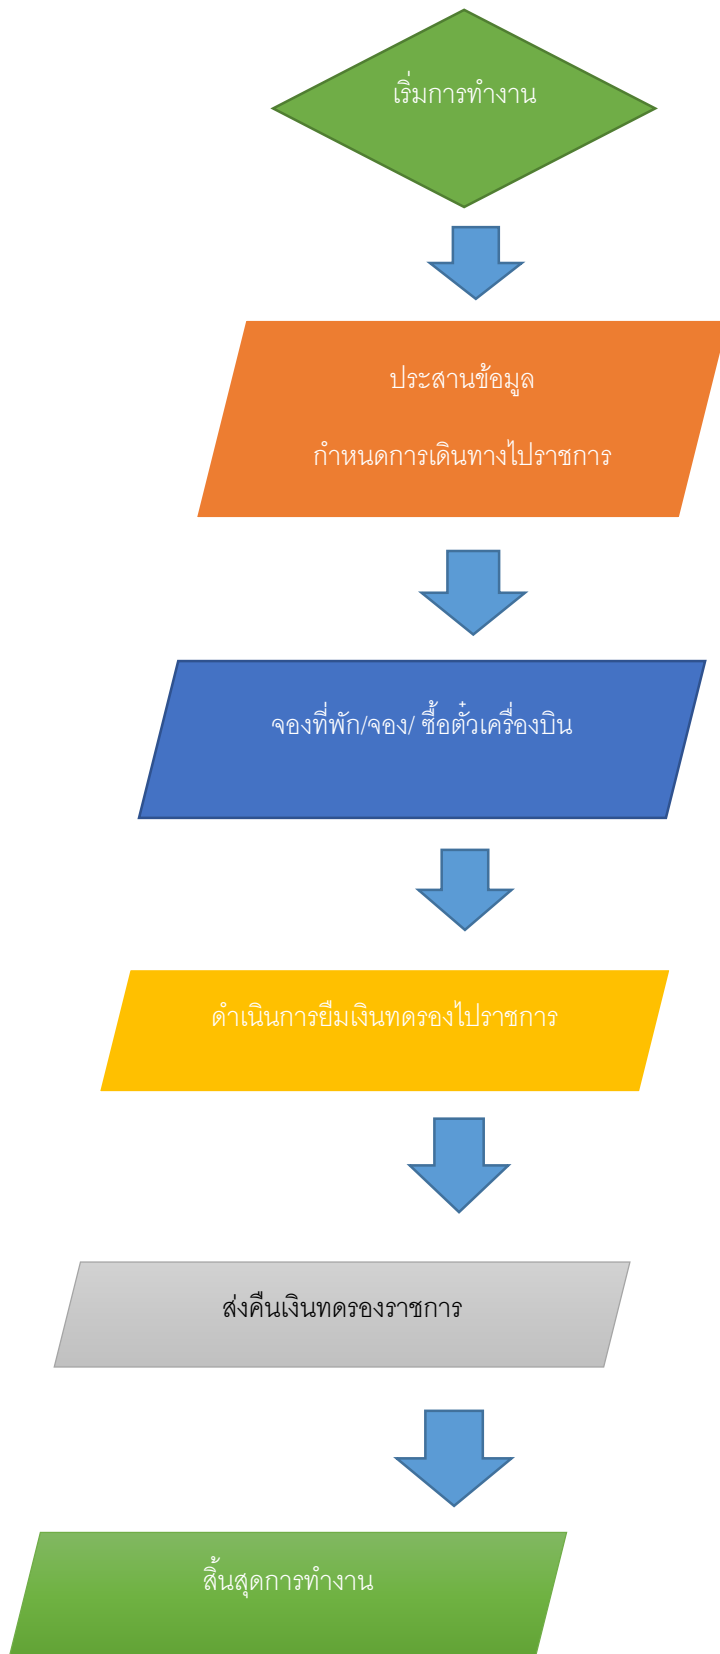 เริ่มการทำงาน
ประสานข้อมูล
กำหนดการเดินทางไปราชการ
จองที่พัก/จอง/ ซื้อตั๋วเครื่องบิน
ดำเนินการยืมเงินทดรองไปราชการ
ส่งคืนเงินทดรองราชการ
สิ้นสุดการทำงาน